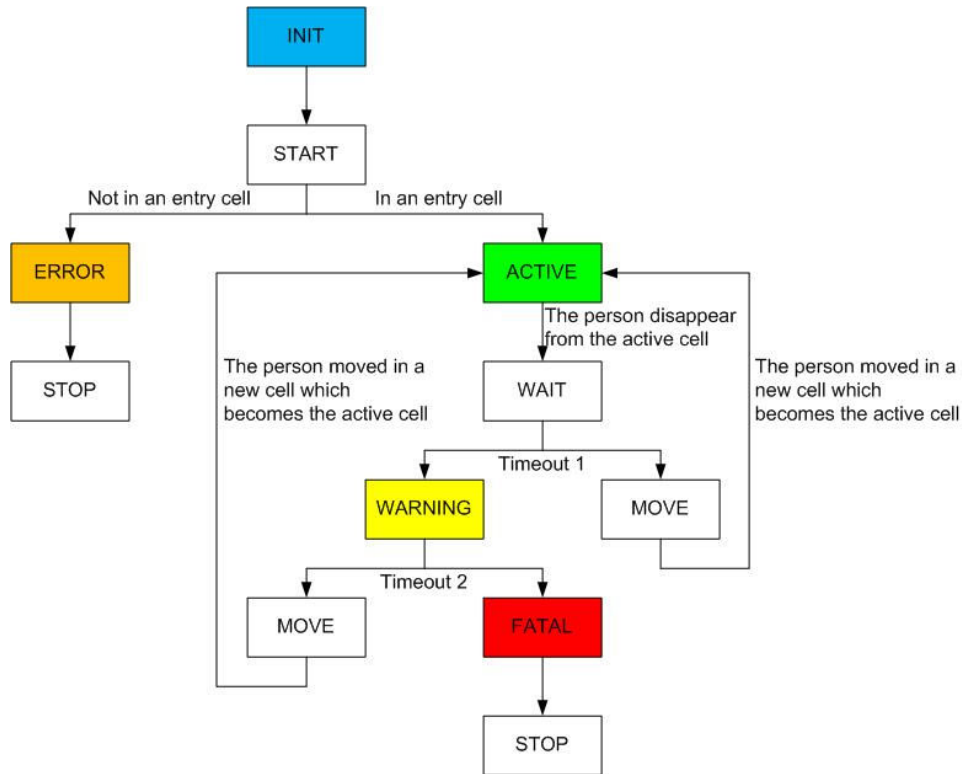 INIT
START
Not in an entry cell
In an entry cell
ERROR
ACTIVE
The person disappear
from the active cell
The person moved in a
new cell which
becomes the active cell
The person moved in a
new cell which
becomes the active cell
STOP
WAIT
Timeout 1
WARNING
MOVE
Timeout 2
MOVE
FATAL
STOP